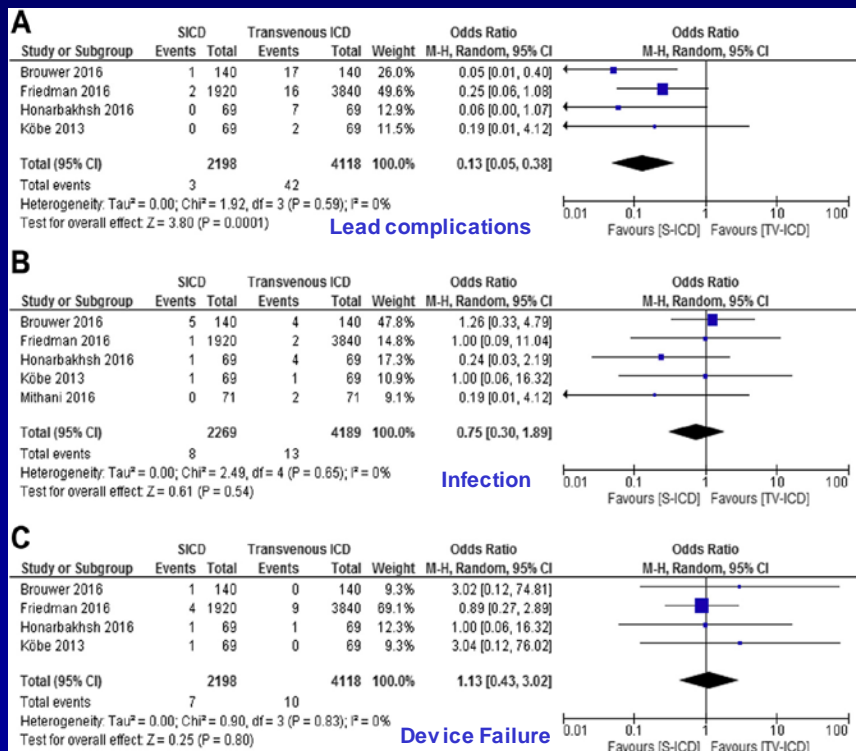 A
SICD Transvenous ICD Odds Ratio Odds Ratio
Study or Subgroup Events Total Events Total Weight M-H, Random, 95% CI M-H, Random, 95% CI
Brouwer 2016 1 140 17 140 26.0% 0.05 [0.01, 0.40]
Friedman 2016 2 1920 16 3840 49.6% 0.25 [0.06, 1.08]
Honarbakhsh 2016 0 69 7 69 12.9% 0.06 [0.00, 1.07]
Köbe 2013 0 69 2 69 11.5% 0.19 [0.01, 4.12]
Total (95% CI) 2198 4118 100.0% 0.13 [0.05, 0.38]
Total events 3 42
Heterogeneity: Tau² = 0.00; Chi² = 1.92, df = 3 (P = 0.59); I² = 0%
Test for overall effect: Z = 3.80 (P = 0.0001)
Lead complications
0.01 0.1 1 10 100
Favours [S-ICD] Favours [TV-ICD]
B
SICD Transvenous ICD Odds Ratio Odds Ratio
Study or Subgroup Events Total Events Total Weight M-H, Random, 95% CI M-H, Random, 95% CI
Brouwer 2016 5 140 4 140 47.8% 1.26 [0.33, 4.79]
Friedman 2016 1 1920 2 3840 14.8% 1.00 [0.09, 11.04]
Honarbakhsh 2016 1 69 4 69 17.3% 0.24 [0.03, 2.19]
Köbe 2013 1 69 1 69 10.9% 1.00 [0.06, 16.32]
Mithani 2016 0 71 2 71 9.1% 0.19 [0.01, 4.12]
Total (95% CI) 2269 4189 100.0% 0.75 [0.30, 1.89]
Total events 8 13
Heterogeneity: Tau² = 0.00; Chi² = 2.49, df = 4 (P = 0.65); I² = 0%
Test for overall effect: Z = 0.61 (P = 0.54)
Infection
0.01 0.1 1 10 100
Favours [S-ICD] Favours [TV-ICD]
C
SICD Transvenous ICD Odds Ratio Odds Ratio
Study or Subgroup Events Total Events Total Weight M-H, Random, 95% CI M-H, Random, 95% CI
Brouwer 2016 1 140 0 140 9.3% 3.02 [0.12, 74.81]
Friedman 2016 4 1920 9 3840 69.1% 0.89 [0.27, 2.89]
Honarbakhsh 2016 1 69 1 69 12.3% 1.00 [0.06, 16.32]
Köbe 2013 1 69 0 69 9.3% 3.04 [0.12, 76.02]
Total (95% CI) 2198 4118 100.0% 1.13 [0.43, 3.02]
Total events 7 10
Heterogeneity: Tau² = 0.00; Chi² = 0.90, df = 3 (P = 0.83); I² = 0%
Test for overall effect: Z = 0.25 (P = 0.80)
Device Failure
0.01 0.1 1 10 100
Favours [S-ICD] Favours [TV-ICD]